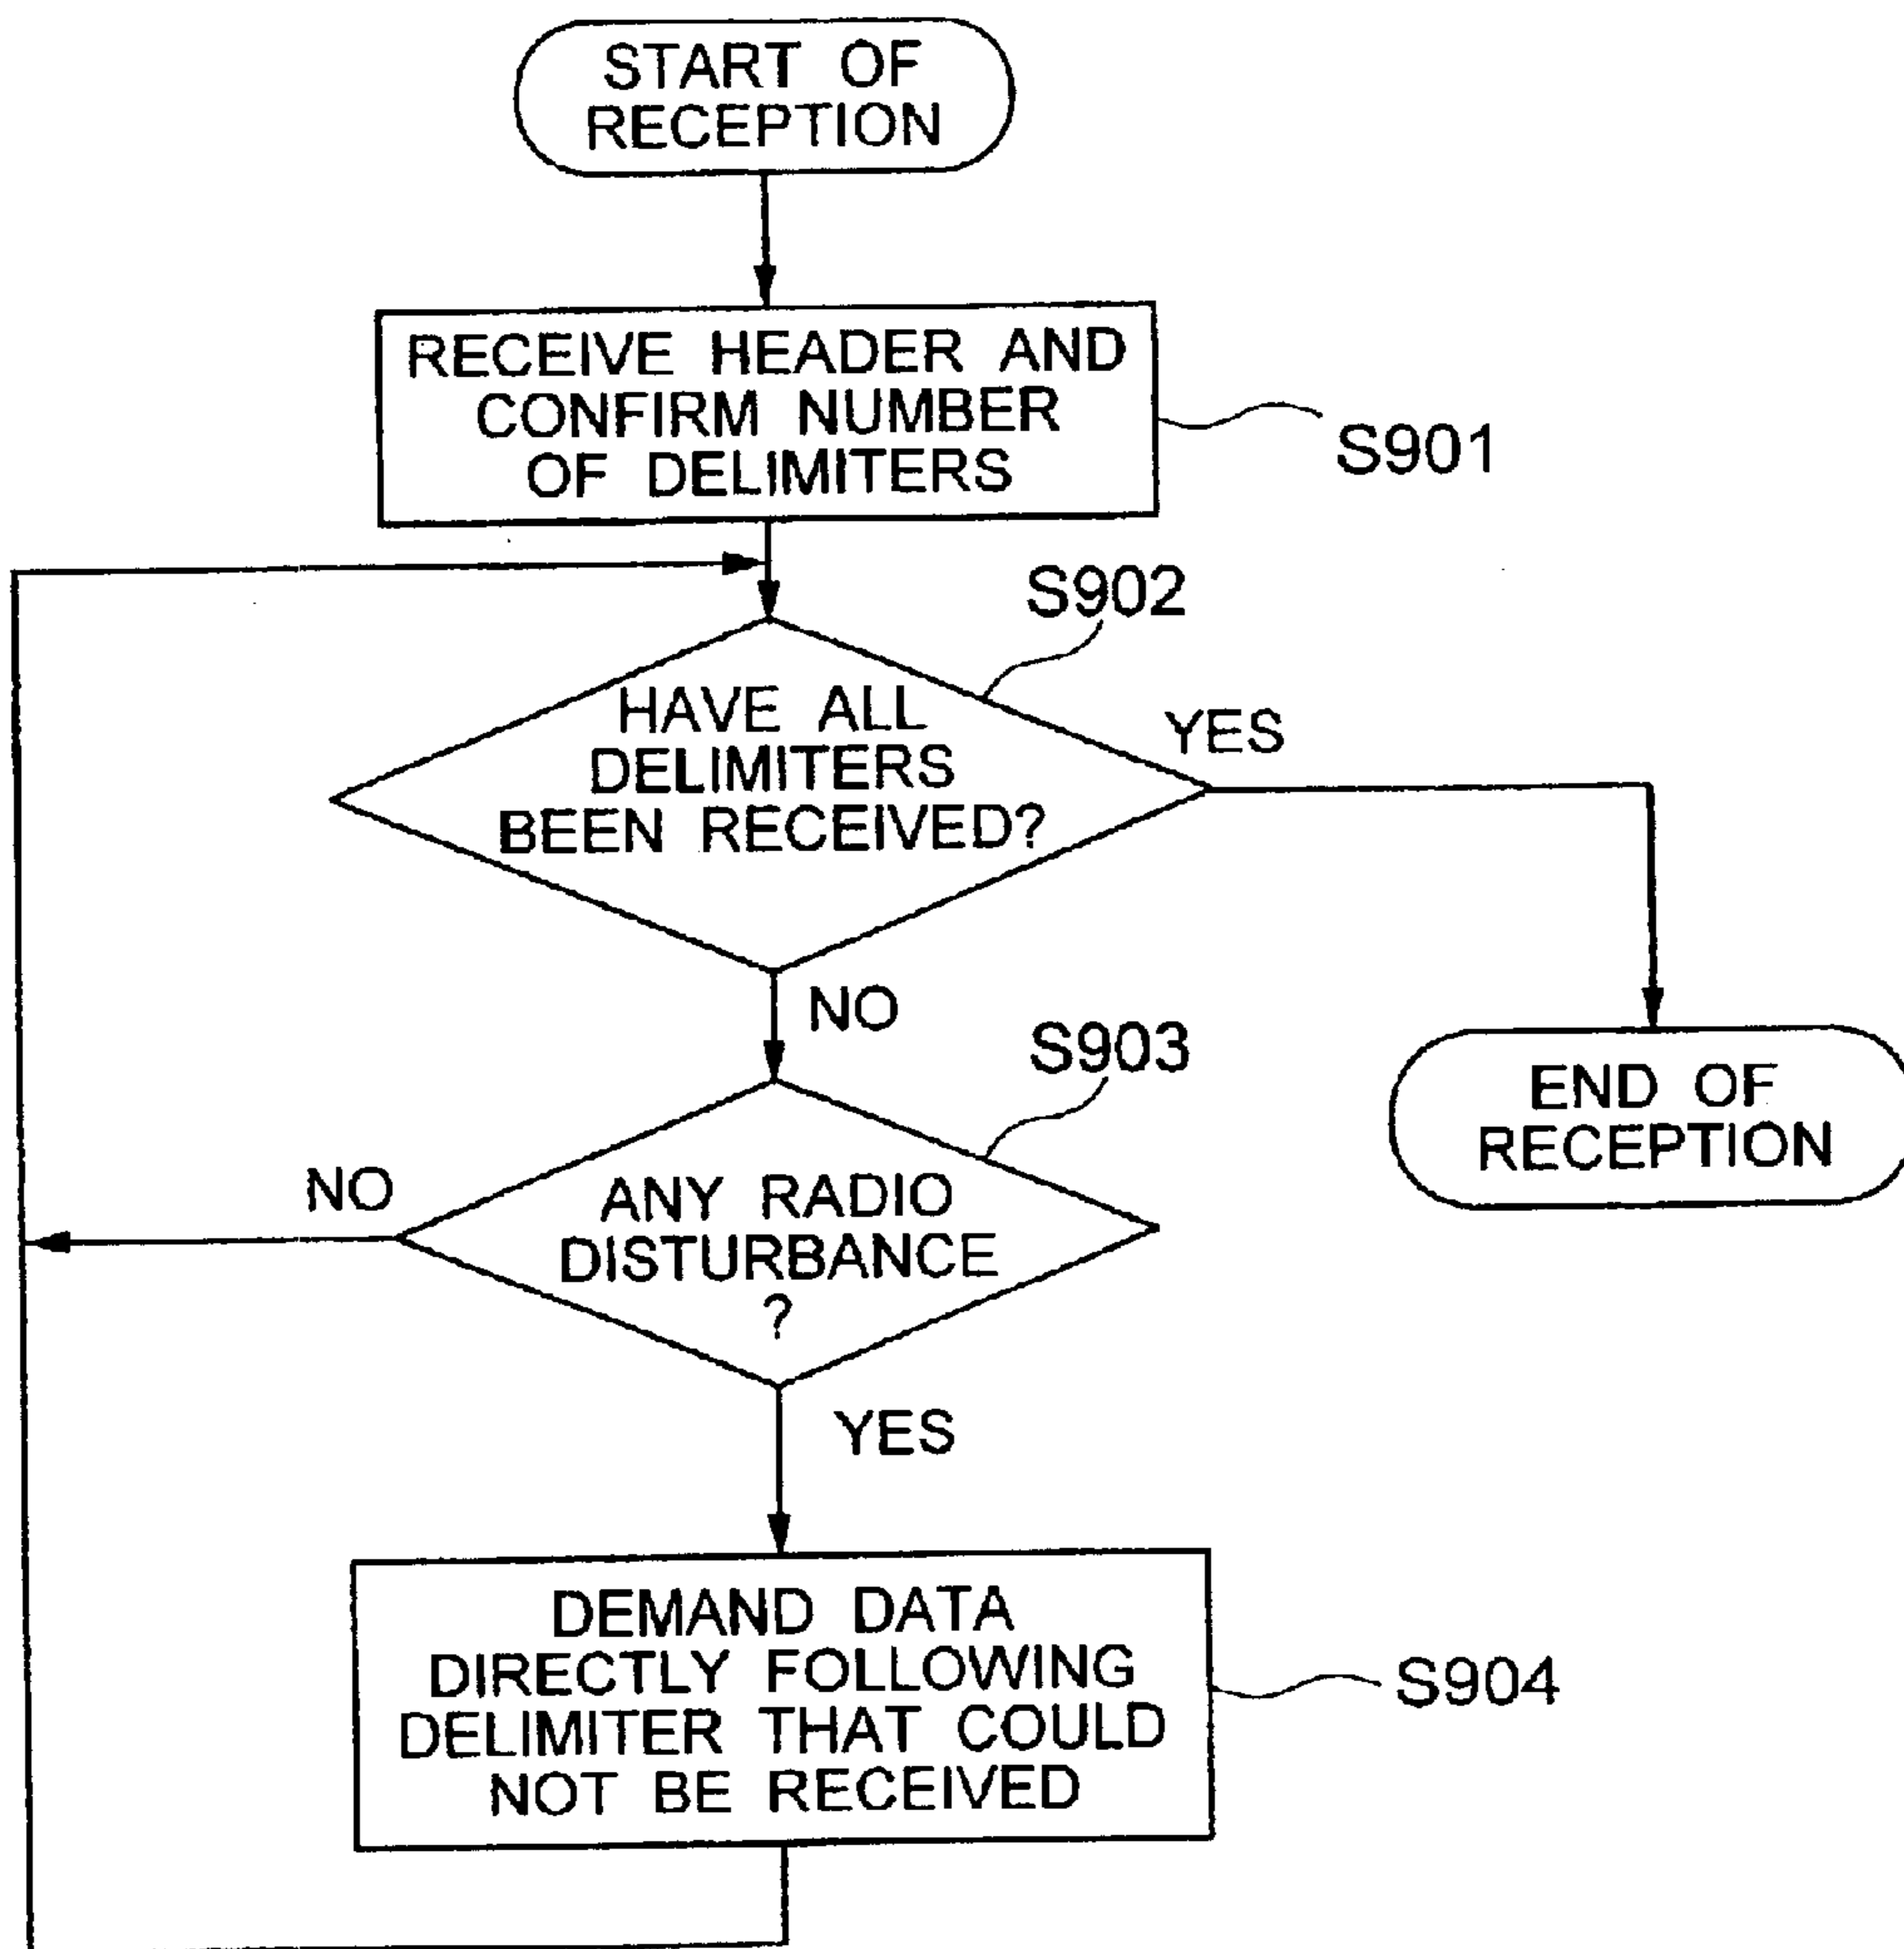 START OF
RECEPTION
RECEIVE HEADER AND
CONFIRM NUMBER
OF DELIMITERS
S901
S902
HAVE ALL
DELIMITERS
BEEN RECEIVED?
YES
NO
S903
END OF
RECEPTION
NO
ANY RADIO
DISTURBANCE
?
YES
DEMAND DATA
DIRECTLY FOLLOWING
DELIMITER THAT COULD
NOT BE RECEIVED
S904